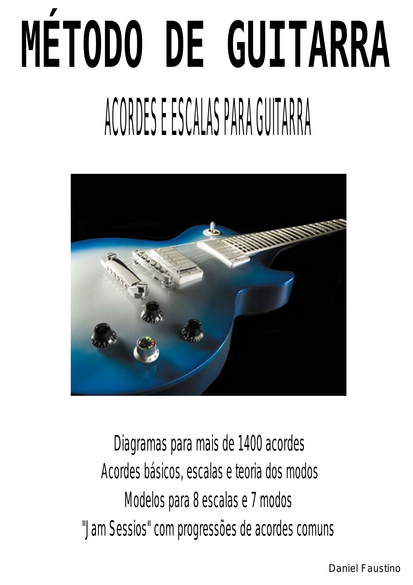 MÉTODO DE GUITARRA
ACORDES E ESCALAS PARA GUITARRA
Diagramas para mais de 1400 acordes
Acordes básicos, escalas e teoria dos modos
Modelos para 8 escalas e 7 modos
"Jam Sessios" com progressões de acordes comuns
Daniel Faustino